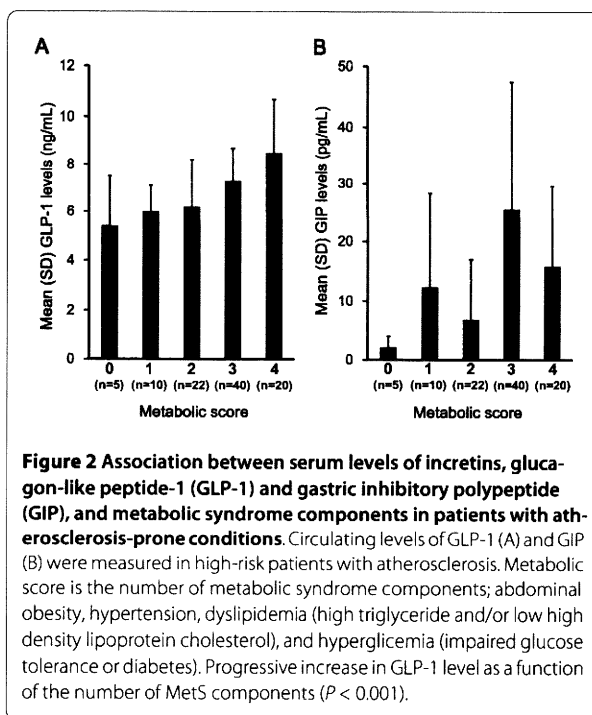 A
Mean (SD) GLP-1 levels (ng/mL)
12
10
8
6
4
2
0
0 1 2 3 4
(n=5) (n=10) (n=22) (n=40) (n=20)
Metabolic score
B
Mean (SD) GIP levels (pg/mL)
50
40
30
20
10
0
0 1 2 3 4
(n=5) (n=10) (n=22) (n=40) (n=20)
Metabolic score
Figure 2 Association between serum levels of incretins, gluca-
gon-like peptide-1 (GLP-1) and gastric inhibitory polypeptide
(GIP), and metabolic syndrome components in patients with ath-
erosclerosis-prone conditions. Circulating levels of GLP-1 (A) and GIP
(B) were measured in high-risk patients with atherosclerosis. Metabolic
score is the number of metabolic syndrome components; abdominal
obesity, hypertension, dyslipidemia (high triglyceride and/or low high
density lipoprotein cholesterol), and hyperglicemia (impaired glucose
tolerance or diabetes). Progressive increase in GLP-1 level as a function
of the number of MetS components (P < 0.001).